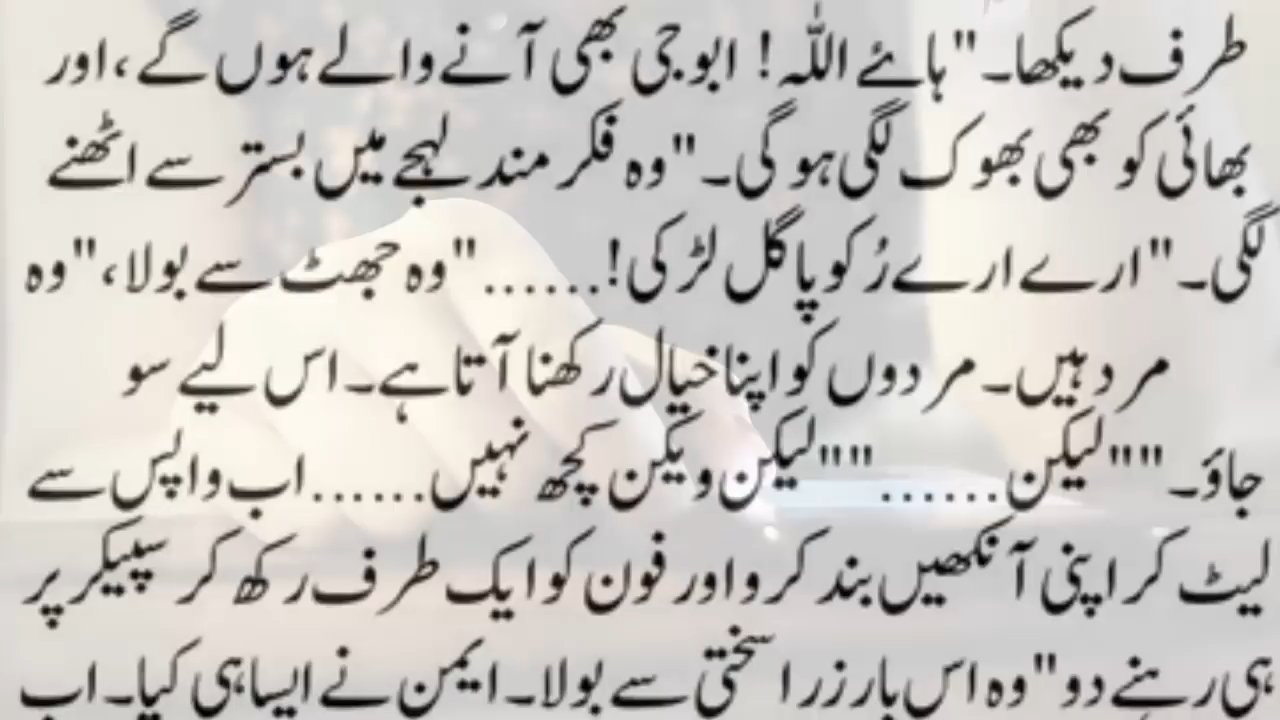 طرف دیکھا۔"ہائے اللّٰہ! ابو جی بھی آنے والے ہوں گے، اور
بھائی کو بھی بھوک لگی ہو گی۔"وہ فکر مند لہجے میں بستر سے اٹھنے
لگی۔"ارے ارے رُکو پاگل لڑکی!......"وہ جھٹ سے بولا،"وہ
مرد ہیں۔مردوں کو اپنا خیال رکھنا آتا ہے۔اس لیے سو
جاؤ۔""لیکن......""لیکن ویکن کچھ نہیں......اب واپس سے
لیٹ کر اپنی آنکھیں بند کرو اور فون کو ایک طرف رکھ کر سپیکر پر
ہی رہنے دو"وہ اس بار زرا سختی سے بولا۔ایمن نے ایسا ہی کیا۔اب